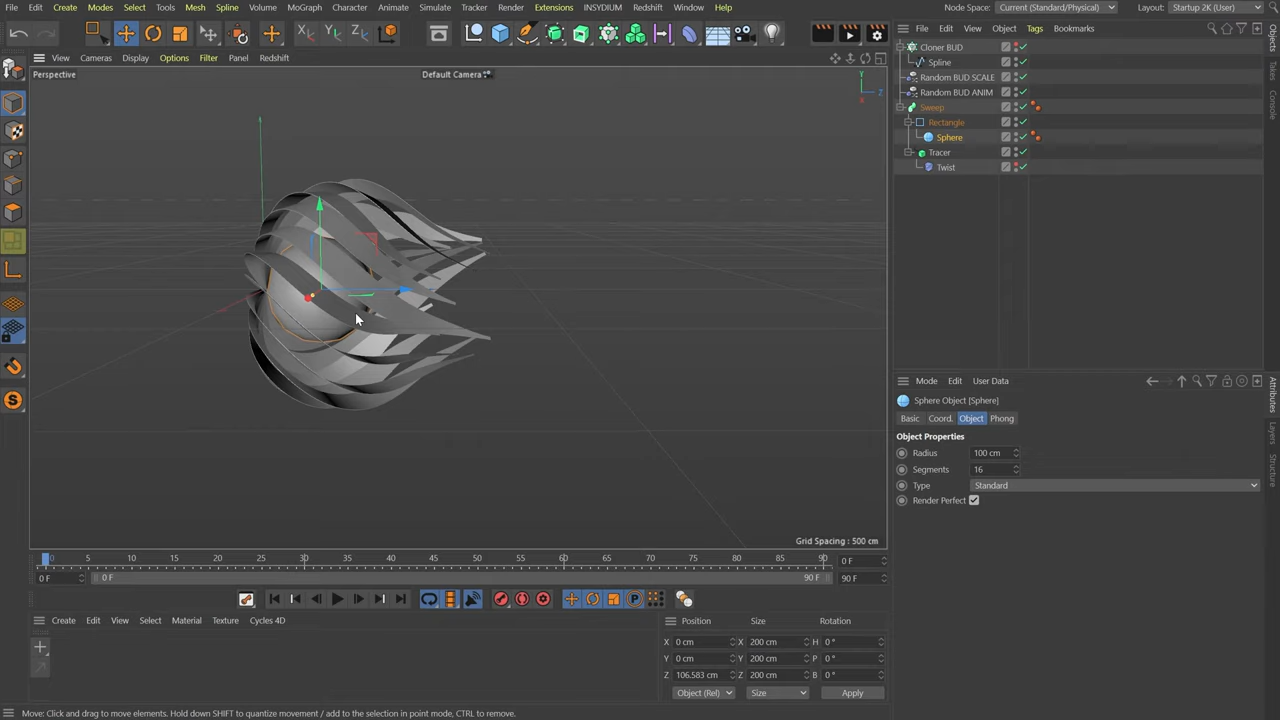 File Edit Create Modes Select Tools Mesh Spline Volume MoGraph Character Animate Simulate Tracker Render Extensions INSYDIUM Redshift Window Help Node Space: Current (Standard/Physical) Layout: Startup 2K (User)
File Edit View Object Tags Bookmarks
View Cameras Display Options Filter Panel Redshift
Perspective Default Camera
Y
Z
X
Cloner BUD
Spline
Random BUD SCALE
Random BUD ANIM
Sweep
Rectangle
Sphere
Tracer
Twist
Objects
Takes
Console
Mode Edit User Data
Sphere Object [Sphere]
Basic Coord. Object Phong
Object Properties
Radius 100 cm
Segments 16
Type Standard
Render Perfect
Attributes
Layers
Structure
Grid Spacing : 500 cm
0 5 10 15 20 25 30 35 40 45 50 55 60 65 70 75 80 85 90 0 F
0 F 0 F 90 F 90 F
Create Edit View Select Material Texture Cycles 4D
Position Size Rotation
X 0 cm X 200 cm H 0 °
Y 0 cm Y 200 cm P 0 °
Z 106.583 cm Z 200 cm B 0 °
Object (Rel) Size Apply
Move: Click and drag to move elements. Hold down SHIFT to quantize movement / add to the selection in point mode, CTRL to remove.